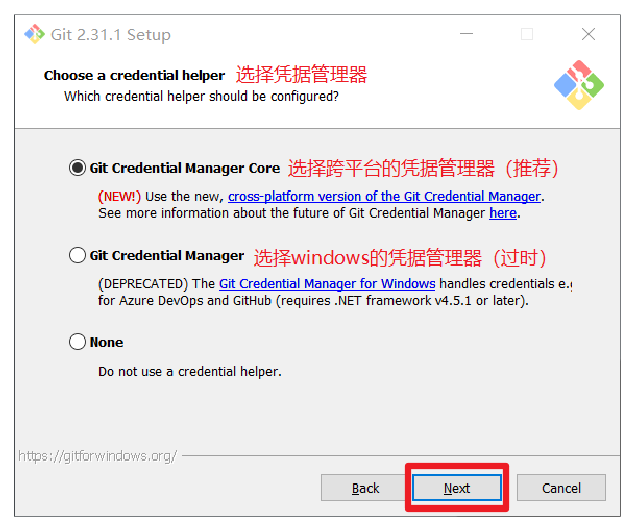 Git 2.31.1 Setup
Choose a credential helper 选择凭据管理器
Which credential helper should be configured?
Git Credential Manager Core 选择跨平台的凭据管理器（推荐）
(NEW!) Use the new, cross-platform version of the Git Credential Manager.
See more information about the future of Git Credential Manager here.
Git Credential Manager 选择windows的凭据管理器（过时）
(DEPRECATED) The Git Credential Manager for Windows handles credentials e.g
for Azure DevOps and GitHub (requires .NET framework v4.5.1 or later).
None
Do not use a credential helper.
https://gitforwindows.org/
Back Next Cancel